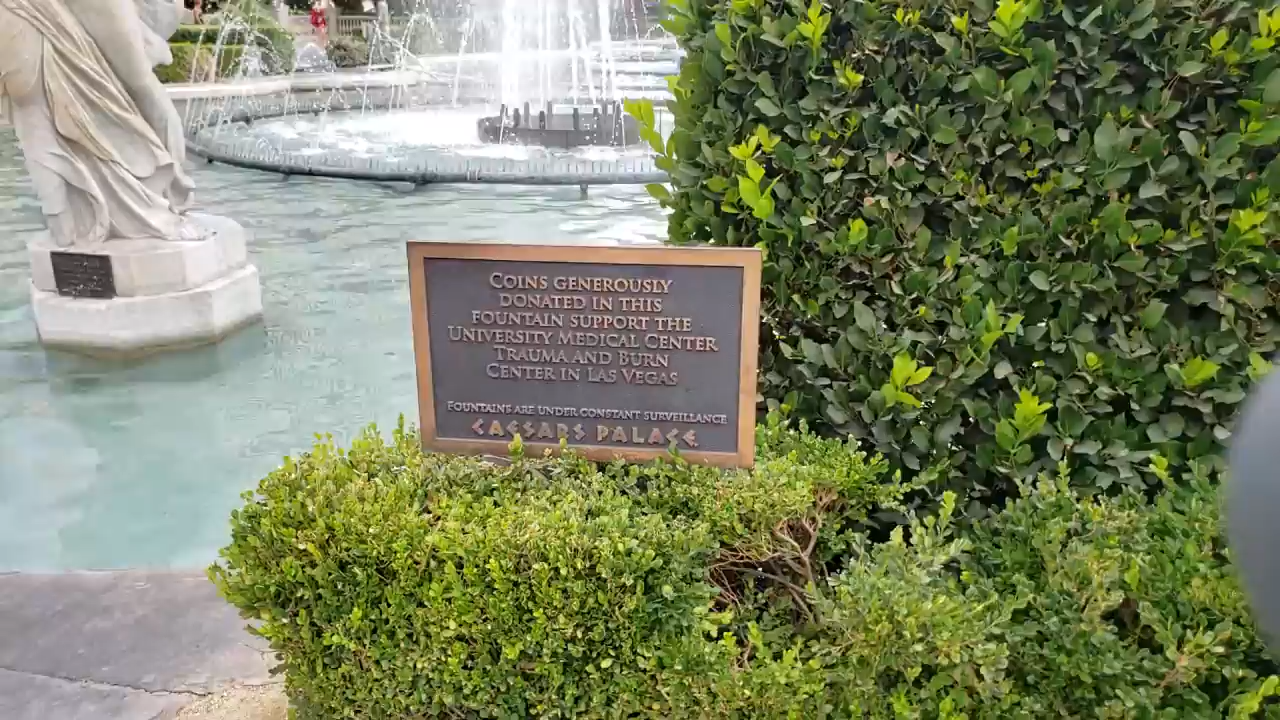 Coins generously
donated in this
fountain support the
University Medical Center
Trauma and Burn
Center in Las Vegas
Fountains are under constant surveillance
CAESARS PALACE